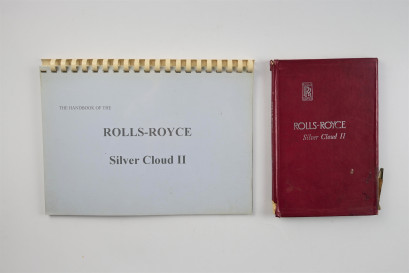 THE HANDBOOK OF THE
ROLLS-ROYCE
Silver Cloud II
RR
ROLLS-ROYCE
Silver Cloud II